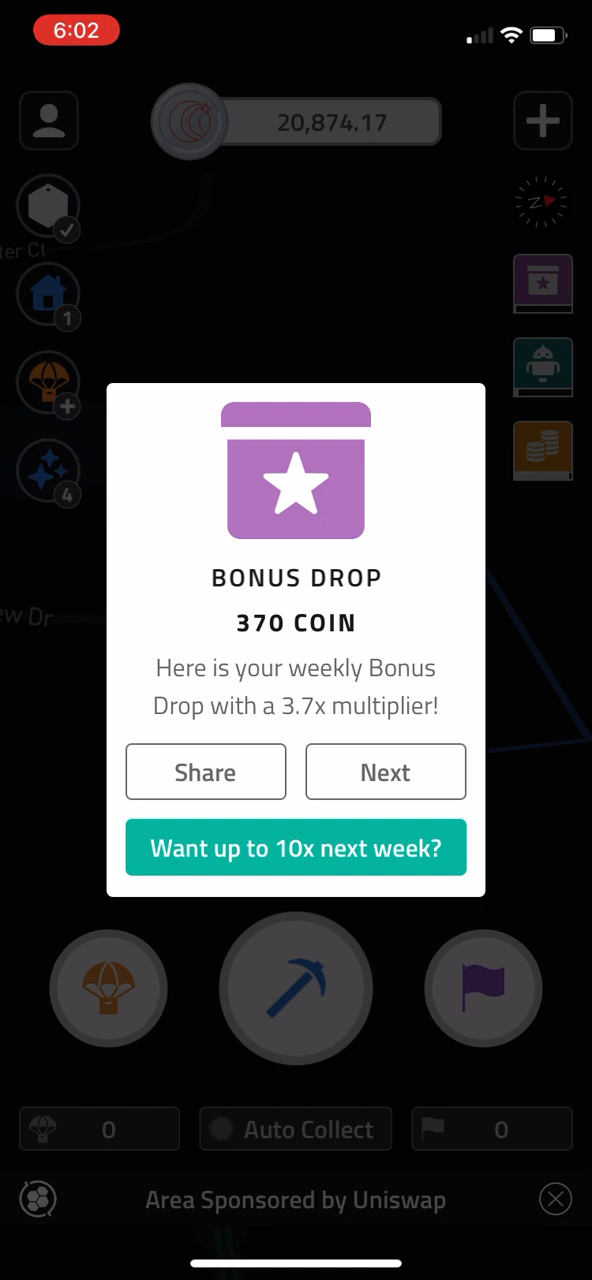 6:02
20,874.17
ter Ct
1
4
BONUS DROP
370 COIN
Here is your weekly Bonus
Drop with a 3.7x multiplier!
Share
Next
Want up to 10x next week?
ew Dr
0
Auto Collect
0
Area Sponsored by Uniswap